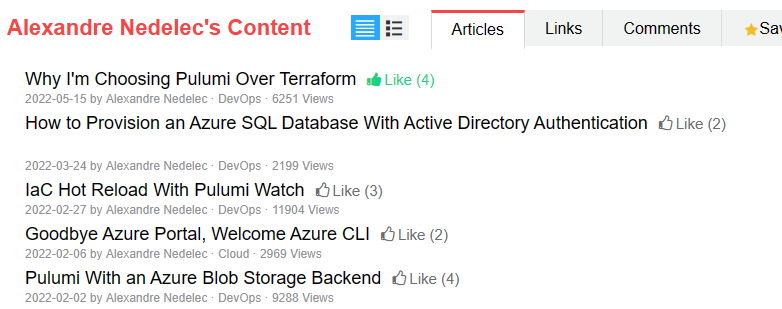 Alexandre Nedelec's Content
Articles
Links
Comments
Why I'm Choosing Pulumi Over Terraform Like (4)
2022-05-15 by Alexandre Nedelec · DevOps · 6251 Views
How to Provision an Azure SQL Database With Active Directory Authentication Like (2)
2022-03-24 by Alexandre Nedelec · DevOps · 2199 Views
IaC Hot Reload With Pulumi Watch Like (3)
2022-02-27 by Alexandre Nedelec · DevOps · 11904 Views
Goodbye Azure Portal, Welcome Azure CLI Like (2)
2022-02-06 by Alexandre Nedelec · Cloud · 2969 Views
Pulumi With an Azure Blob Storage Backend Like (4)
2022-02-02 by Alexandre Nedelec · DevOps · 9288 Views